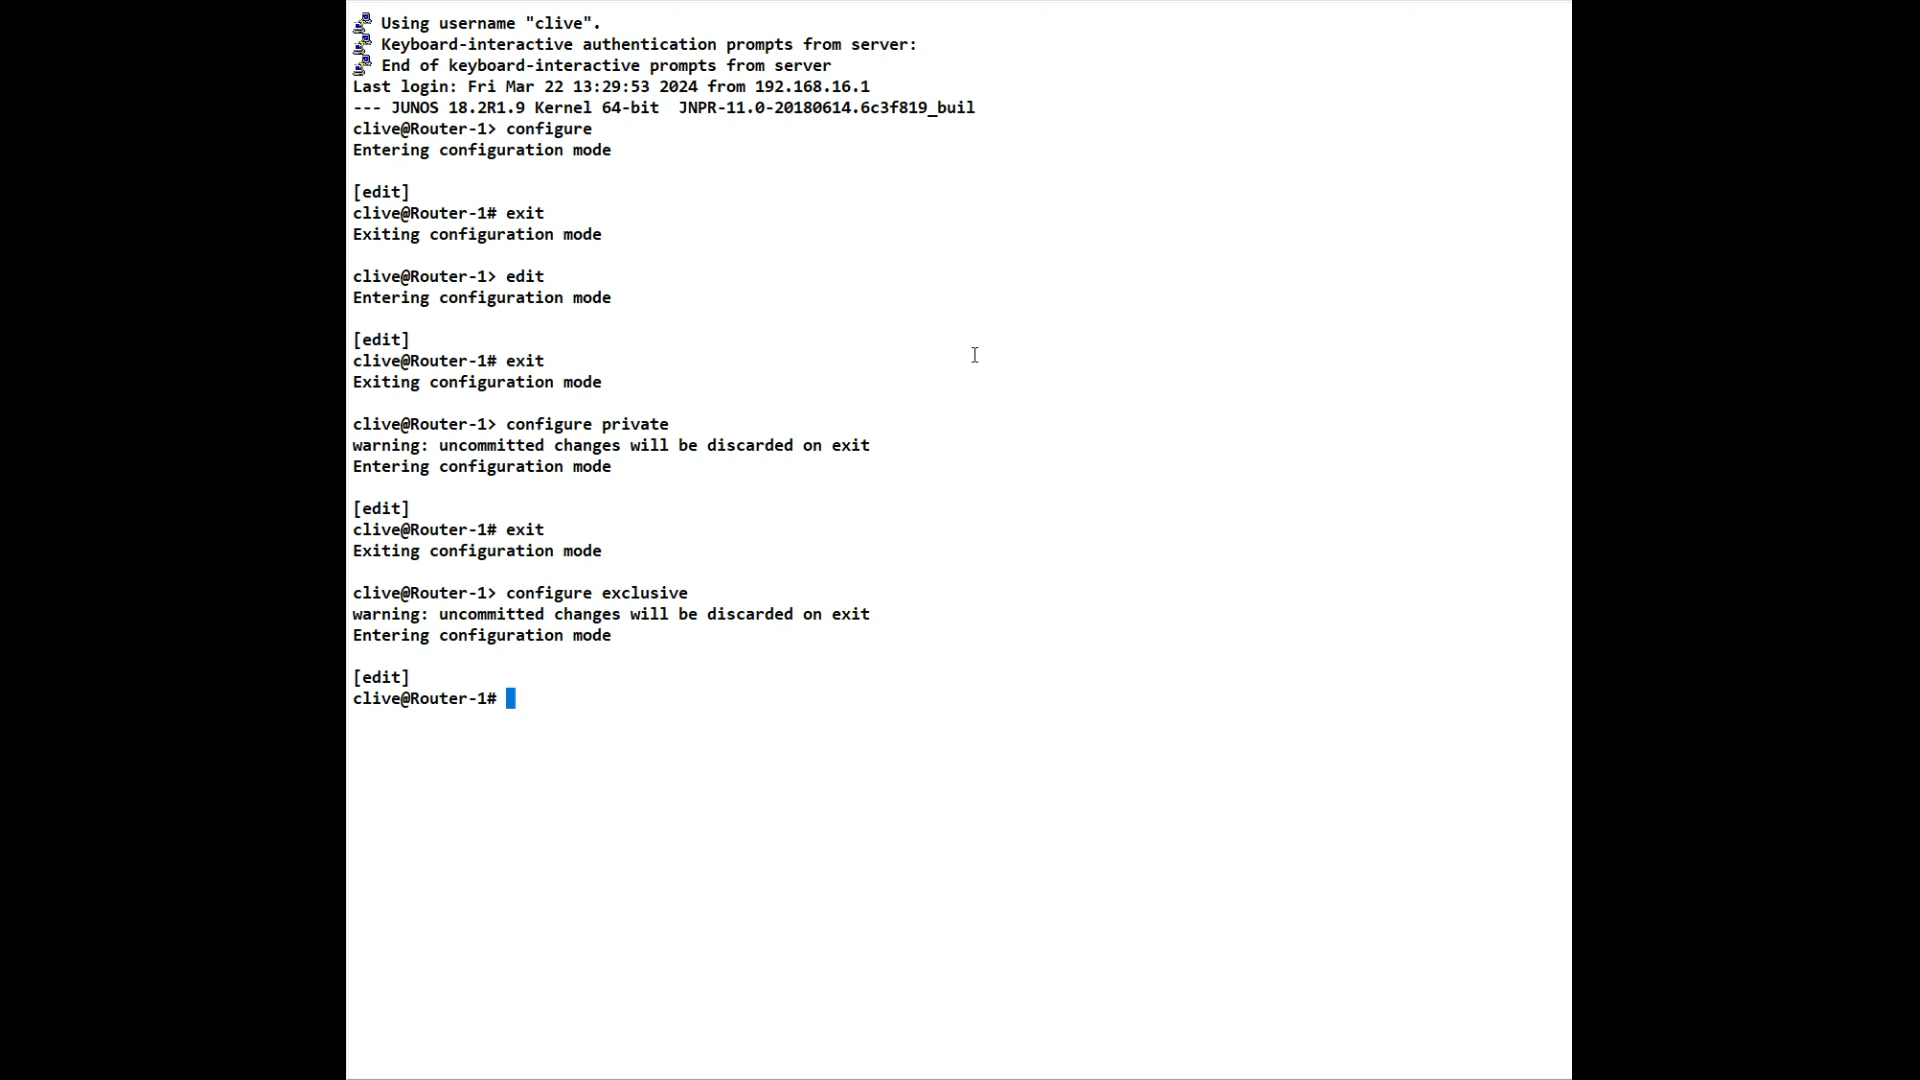 Using username "clive".
Keyboard-interactive authentication prompts from server:
End of keyboard-interactive prompts from server
Last login: Fri Mar 22 13:29:53 2024 from 192.168.16.1
--- JUNOS 18.2R1.9 Kernel 64-bit  JNPR-11.0-20180614.6c3f819_buil
clive@Router-1> configure
Entering configuration mode
[edit]
clive@Router-1# exit
Exiting configuration mode
clive@Router-1> edit
Entering configuration mode
[edit]
clive@Router-1# exit
Exiting configuration mode
clive@Router-1> configure private
warning: uncommitted changes will be discarded on exit
Entering configuration mode
[edit]
clive@Router-1# exit
Exiting configuration mode
clive@Router-1> configure exclusive
warning: uncommitted changes will be discarded on exit
Entering configuration mode
[edit]
clive@Router-1#